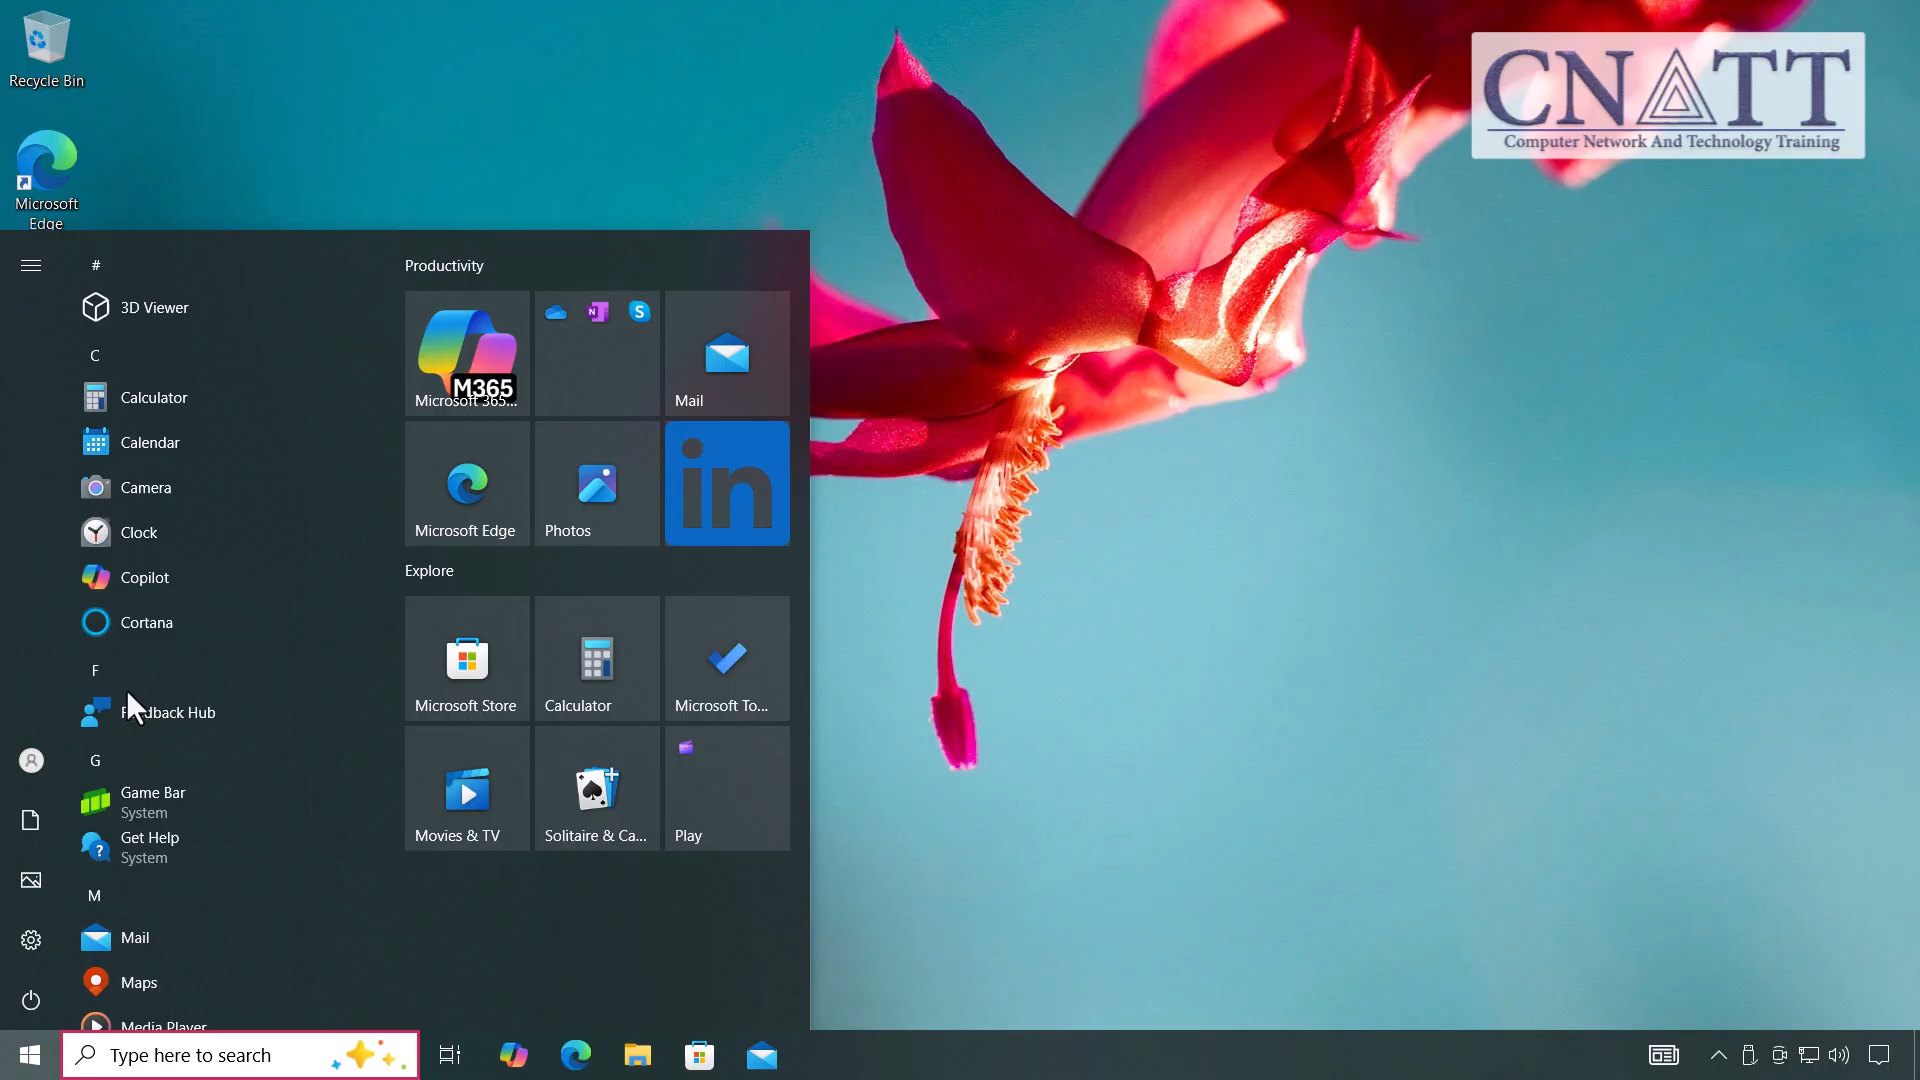 Recycle Bin
Microsoft
Edge
CNATT
Computer Network And Technology Training
#
3D Viewer
C
Calculator
Calendar
Camera
Clock
Copilot
Cortana
F
Feedback Hub
G
Game Bar
System
Get Help
System
M
Mail
Maps
Media Player
Productivity
M365
Microsoft 365...
N
S
Mail
Microsoft Edge
Photos
in
Explore
Microsoft Store
Calculator
Microsoft To...
Movies & TV
Solitaire & Ca...
Play
Type here to search